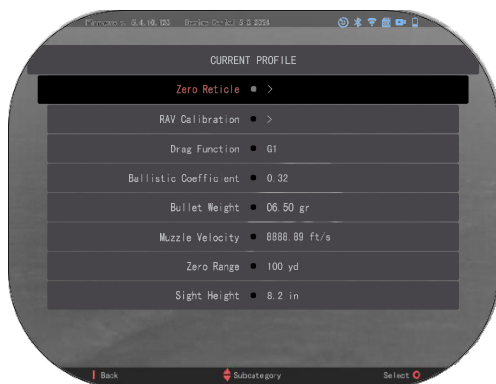 CURRENT PROFILE
Zero Reticle >
RAV Calibration >
Drag Function G1
Ballistic Coefficient 0.32
Bullet Weight 06.50 gr
Muzzle Velocity 8888.89 ft/s
Zero Range 100 yd
Sight Height 8.2 in
Back Subcategory Select